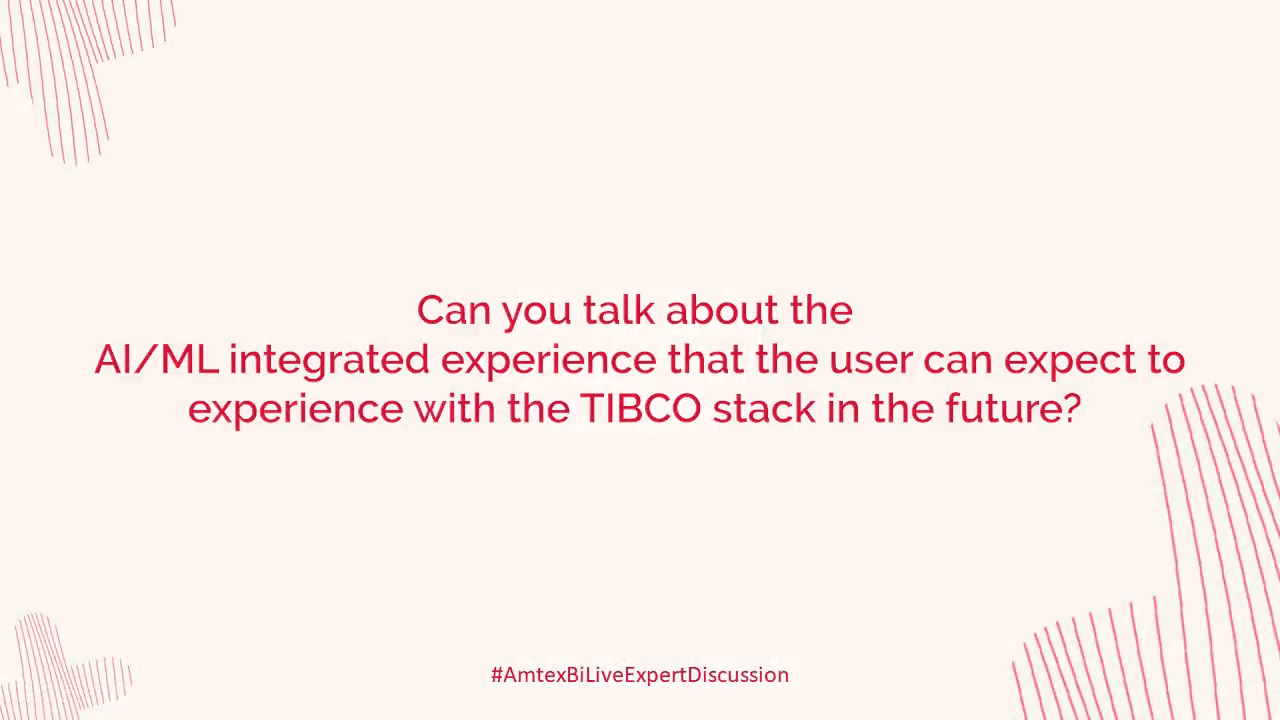 Can you talk about the
AI/ML integrated experience that the user can expect to
experience with the TIBCO stack in the future?
#AmtexBiLiveExpertDiscussion